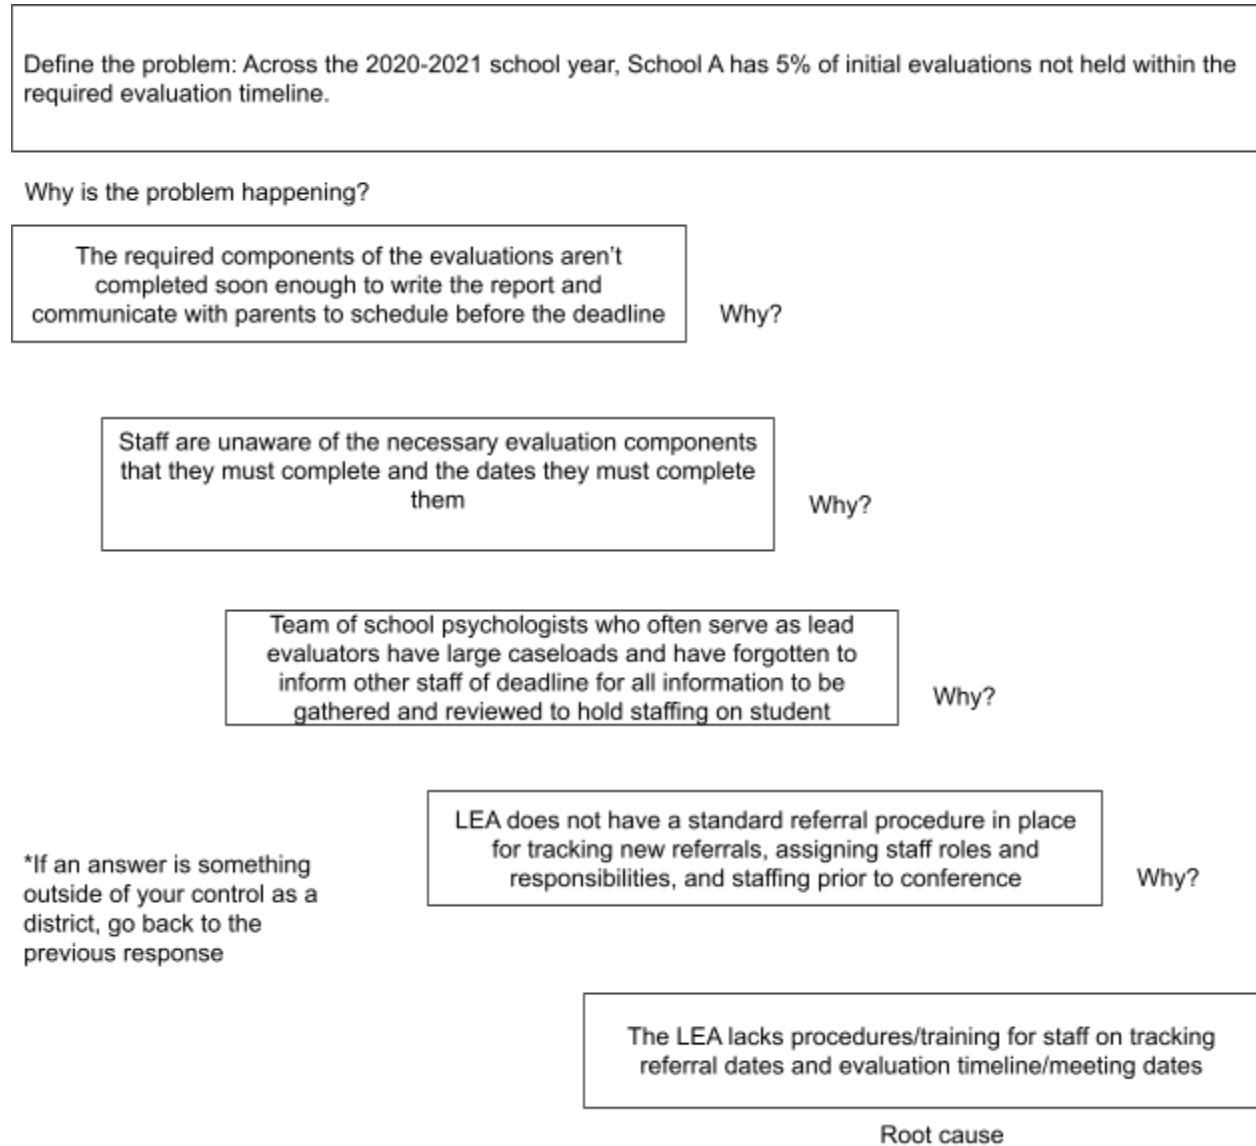 Define the problem: Across the 2020-2021 school year, School A has 5% of initial evaluations not held within the
required evaluation timeline.
Why is the problem happening?
The required components of the evaluations aren’t
completed soon enough to write the report and
communicate with parents to schedule before the deadline
Why?
Staff are unaware of the necessary evaluation components
that they must complete and the dates they must complete
them
Why?
Team of school psychologists who often serve as lead
evaluators have large caseloads and have forgotten to
inform other staff of deadline for all information to be
gathered and reviewed to hold staffing on student
Why?
LEA does not have a standard referral procedure in place
for tracking new referrals, assigning staff roles and
responsibilities, and staffing prior to conference
Why?
*If an answer is something
outside of your control as a
district, go back to the
previous response
The LEA lacks procedures/training for staff on tracking
referral dates and evaluation timeline/meeting dates
Root cause